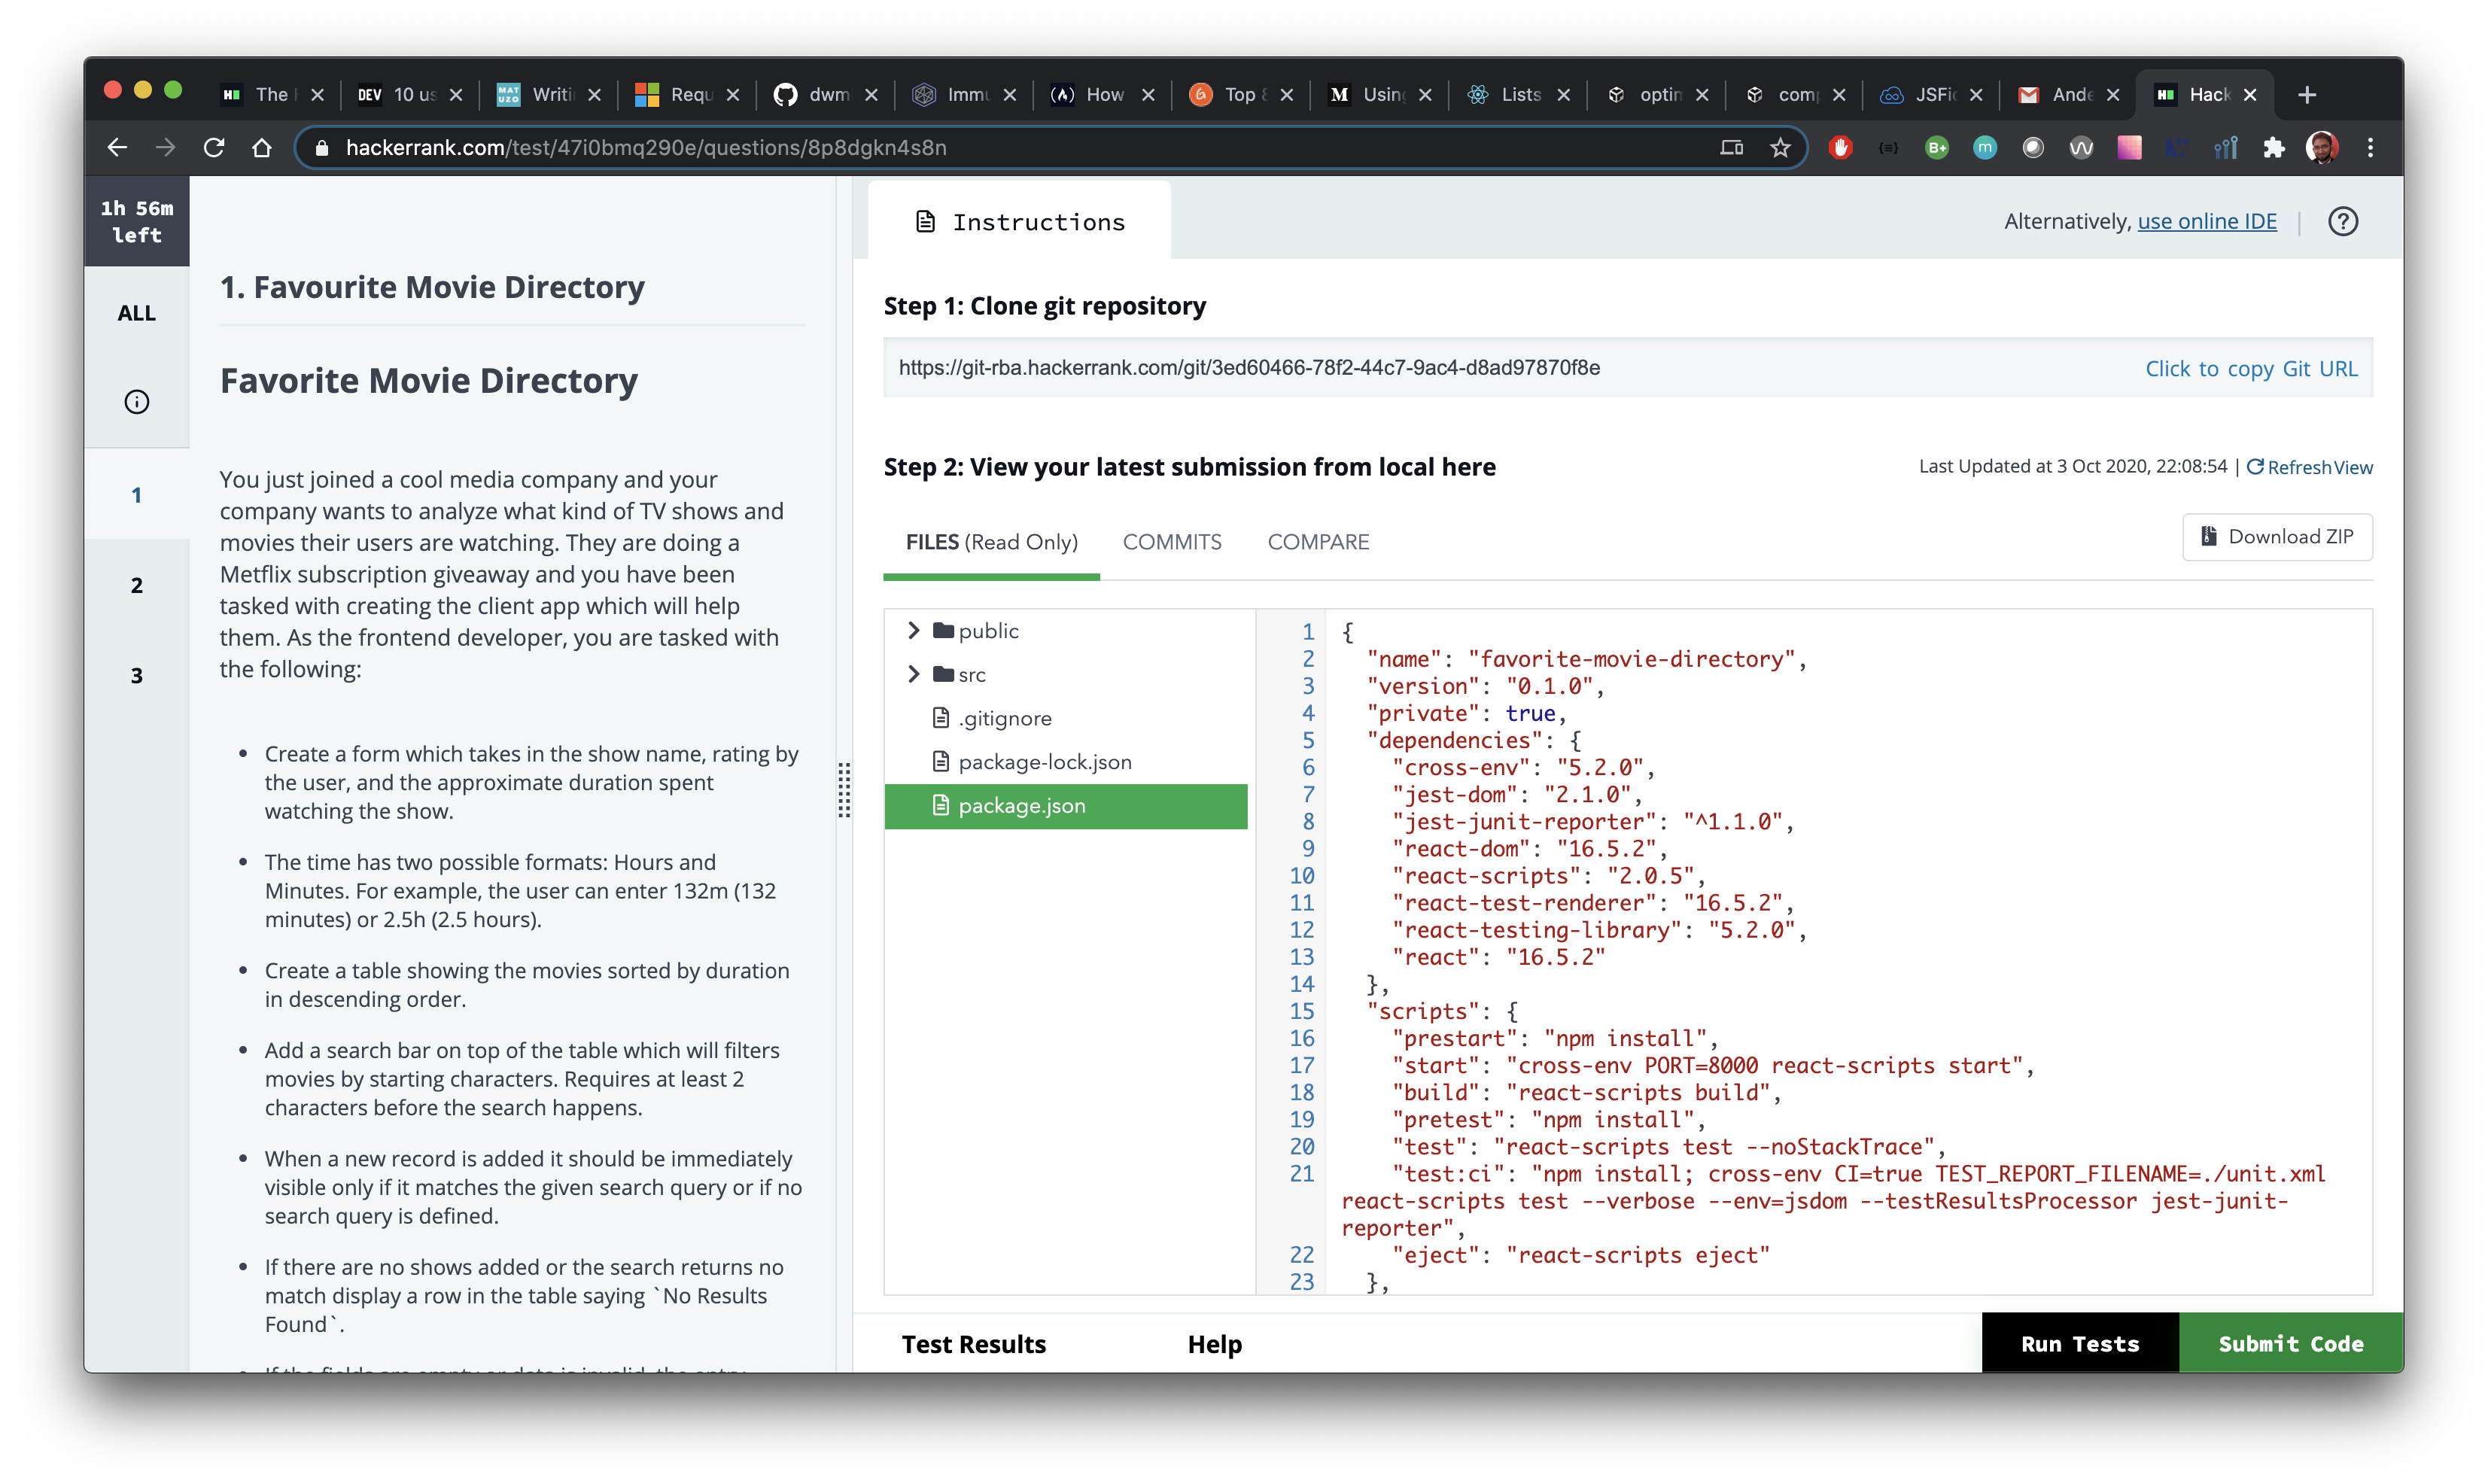 The
DEV 10 us
MAT UZO Writi
Requ
dwm
Immu
How
Top 8
M Using
Lists
optim
comp
JSFid
Ande
Hack
hackerrank.com/test/47i0bmq290e/questions/8p8dgkn4s8n
1h 56m
left
ALL
1
2
3
1. Favourite Movie Directory
Favorite Movie Directory
You just joined a cool media company and your
company wants to analyze what kind of TV shows and
movies their users are watching. They are doing a
Metflix subscription giveaway and you have been
tasked with creating the client app which will help
them. As the frontend developer, you are tasked with
the following:
• Create a form which takes in the show name, rating by
the user, and the approximate duration spent
watching the show.
• The time has two possible formats: Hours and
Minutes. For example, the user can enter 132m (132
minutes) or 2.5h (2.5 hours).
• Create a table showing the movies sorted by duration
in descending order.
• Add a search bar on top of the table which will filters
movies by starting characters. Requires at least 2
characters before the search happens.
• When a new record is added it should be immediately
visible only if it matches the given search query or if no
search query is defined.
• If there are no shows added or the search returns no
match display a row in the table saying `No Results
Found`.
Instructions
Alternatively, use online IDE
Step 1: Clone git repository
https://git-rba.hackerrank.com/git/3ed60466-78f2-44c7-9ac4-d8ad97870f8e
Click to copy Git URL
Step 2: View your latest submission from local here
Last Updated at 3 Oct 2020, 22:08:54 | Refresh View
FILES (Read Only) COMMITS COMPARE
Download ZIP
public
src
.gitignore
package-lock.json
package.json
1 {
2 "name": "favorite-movie-directory",
3 "version": "0.1.0",
4 "private": true,
5 "dependencies": {
6 "cross-env": "5.2.0",
7 "jest-dom": "2.1.0",
8 "jest-junit-reporter": "^1.1.0",
9 "react-dom": "16.5.2",
10 "react-scripts": "2.0.5",
11 "react-test-renderer": "16.5.2",
12 "react-testing-library": "5.2.0",
13 "react": "16.5.2"
14 },
15 "scripts": {
16 "prestart": "npm install",
17 "start": "cross-env PORT=8000 react-scripts start",
18 "build": "react-scripts build",
19 "pretest": "npm install",
20 "test": "react-scripts test --noStackTrace",
21 "test:ci": "npm install; cross-env CI=true TEST_REPORT_FILENAME=./unit.xml
react-scripts test --verbose --env=jsdom --testResultsProcessor jest-junit-
reporter",
22 "eject": "react-scripts eject"
23 },
Test Results
Help
Run Tests
Submit Code